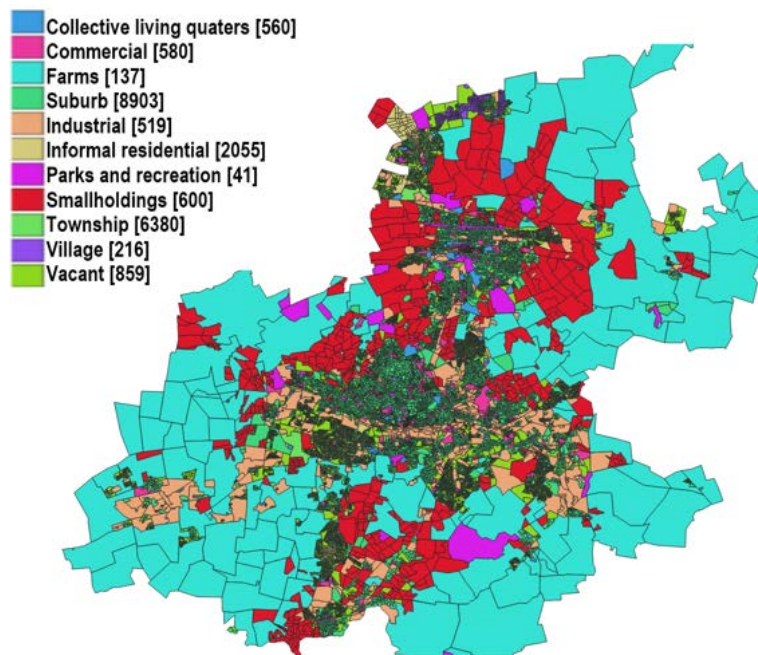 Collective living quaters [560]
Commercial [580]
Farms [137]
Suburb [8903]
Industrial [519]
Informal residential [2055]
Parks and recreation [41]
Smallholdings [600]
Township [6380]
Village [216]
Vacant [859]